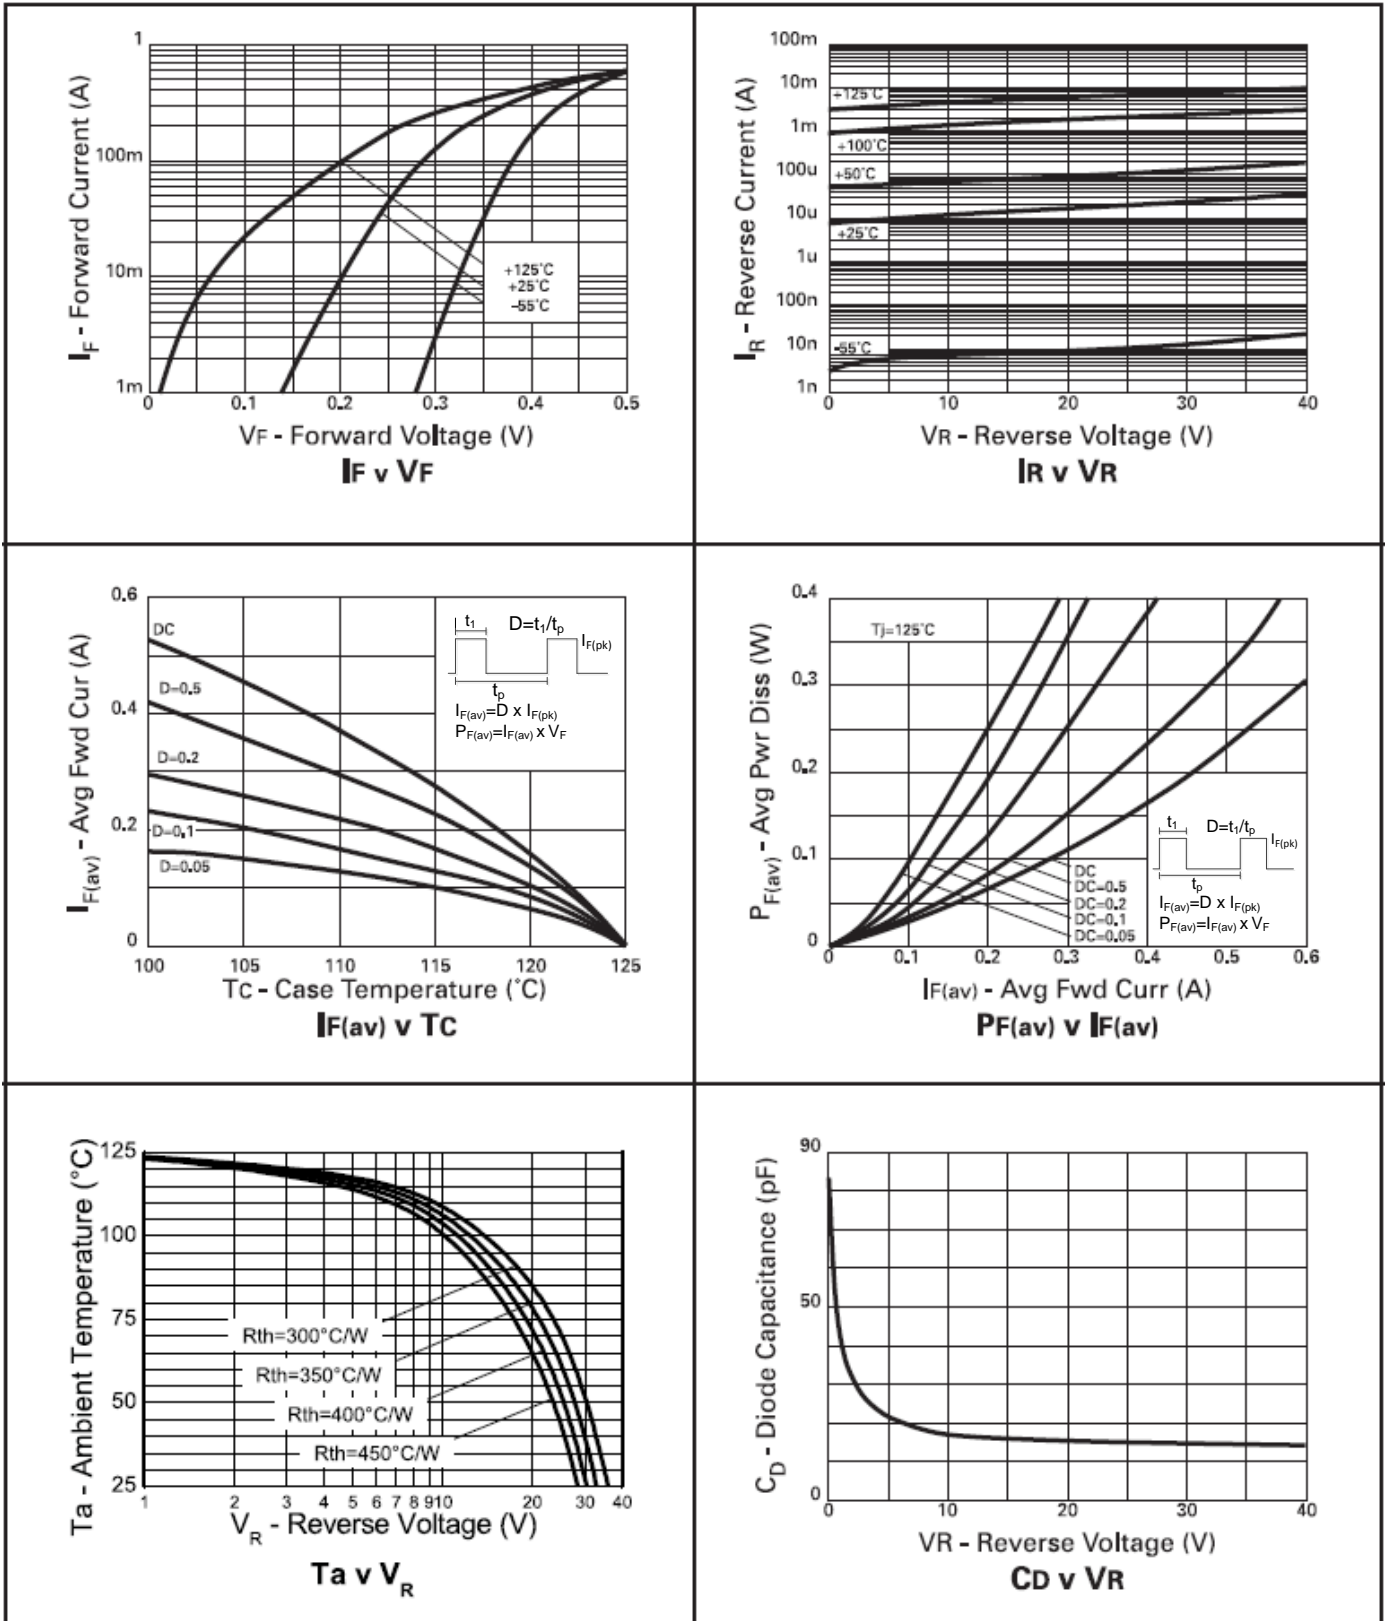 1
100m
10m
1m
0
0.1
0.2
0.3
0.4
0.5
+125°C
+25°C
-55°C
IF - Forward Current (A)
VF - Forward Voltage (V)
IF v VF
100m
10m
1m
100u
10u
1u
100n
10n
1n
0
10
20
30
40
+125°C
+100°C
+50°C
+25°C
-55°C
IR - Reverse Current (A)
VR - Reverse Voltage (V)
IR v VR
0.6
0.4
0.2
0
100
105
110
115
120
125
DC
D=0.5
D=0.2
D=0.1
D=0.05
t1
D=t1/tp
IF(pk)
tp
IF(av)=D x IF(pk)
PF(av)=IF(av) x VF
IF(av) - Avg Fwd Cur (A)
TC - Case Temperature (°C)
IF(av) v TC
0.4
0.3
0.2
0.1
0
0
0.1
0.2
0.3
0.4
0.5
0.6
Tj=125°C
DC
DC=0.5
DC=0.2
DC=0.1
DC=0.05
t1
D=t1/tp
IF(pk)
tp
IF(av)=D x IF(pk)
PF(av)=IF(av) x VF
PF(av) - Avg Pwr Diss (W)
IF(av) - Avg Fwd Curr (A)
PF(av) v IF(av)
125
100
75
50
25
1
2
3
4
5
6
7
8
9
10
20
30
40
Rth=300°C/W
Rth=350°C/W
Rth=400°C/W
Rth=450°C/W
Ta - Ambient Temperature (°C)
VR - Reverse Voltage (V)
Ta v VR
90
50
0
0
10
20
30
40
CD - Diode Capacitance (pF)
VR - Reverse Voltage (V)
CD v VR